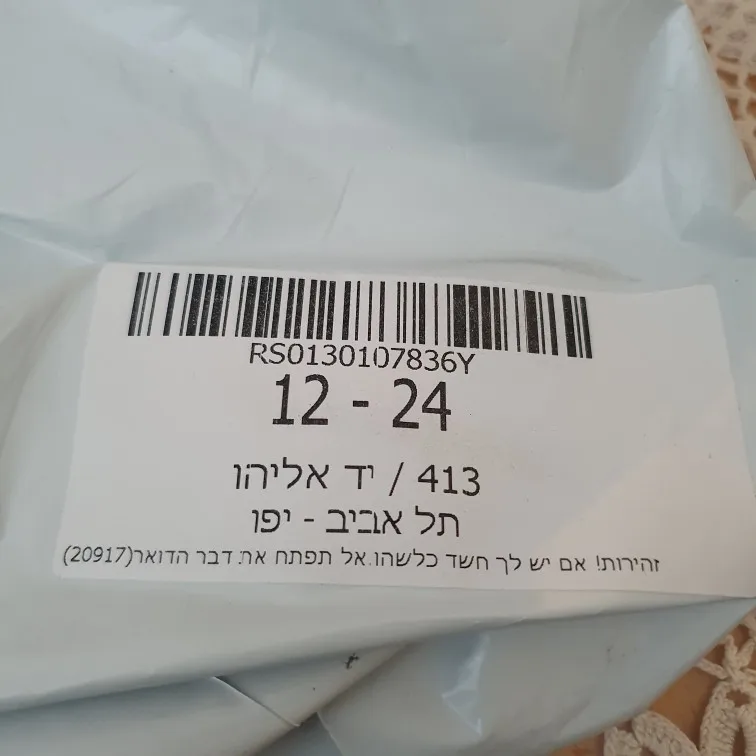 RS0130107836Y
12 - 24
413 / יד אליהו
תל אביב - יפו
זהירות! אם יש לך חשד כלשהו.אל תפתח את דבר הדואר(20917)